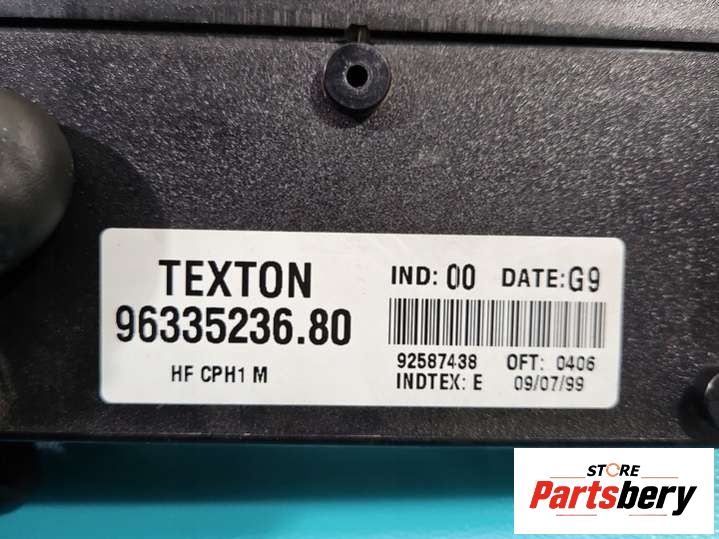 TEXTON
96335236.80
HF CPH1 M
IND: 00 DATE: G9
92587438 OFT: 0406
INDTEX: E 09/07/99
STORE
Partsbery